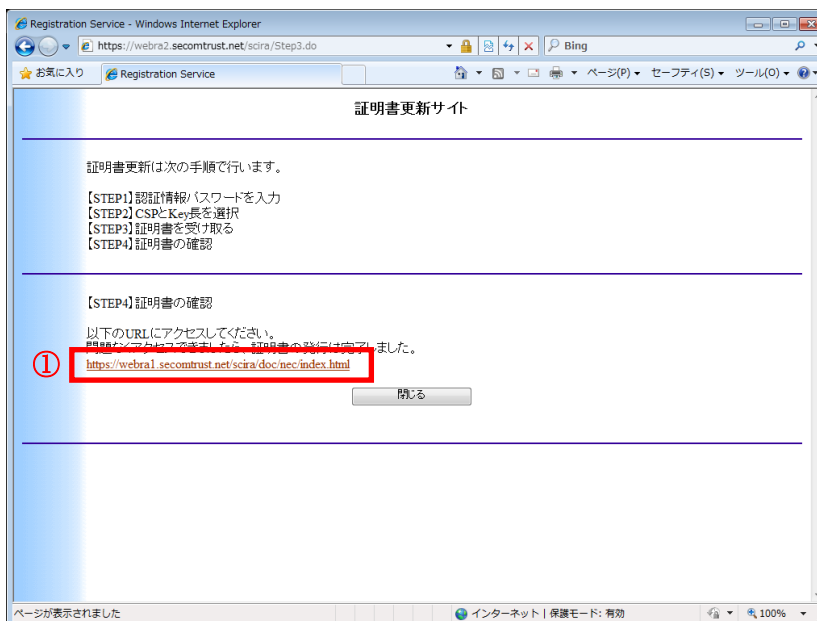 Registration Service - Windows Internet Explorer
https://webra2.secomtrust.net/scira/Step3.do
Bing
お気に入り
Registration Service
ページ(P)
セーフティ(S)
ツール(O)
証明書更新サイト
証明書更新は次の手順で行います。
【STEP1】認証情報パスワードを入力
【STEP2】CSPとKey長を選択
【STEP3】証明書を受け取る
【STEP4】証明書の確認
【STEP4】証明書の確認
以下のURLにアクセスしてください。
問題なくアクセスできましたら、証明書の発行は完了しました。
①
https://webra1.secomtrust.net/scira/doc/nec/index.html
閉じる
ページが表示されました
インターネット | 保護モード: 有効
100%